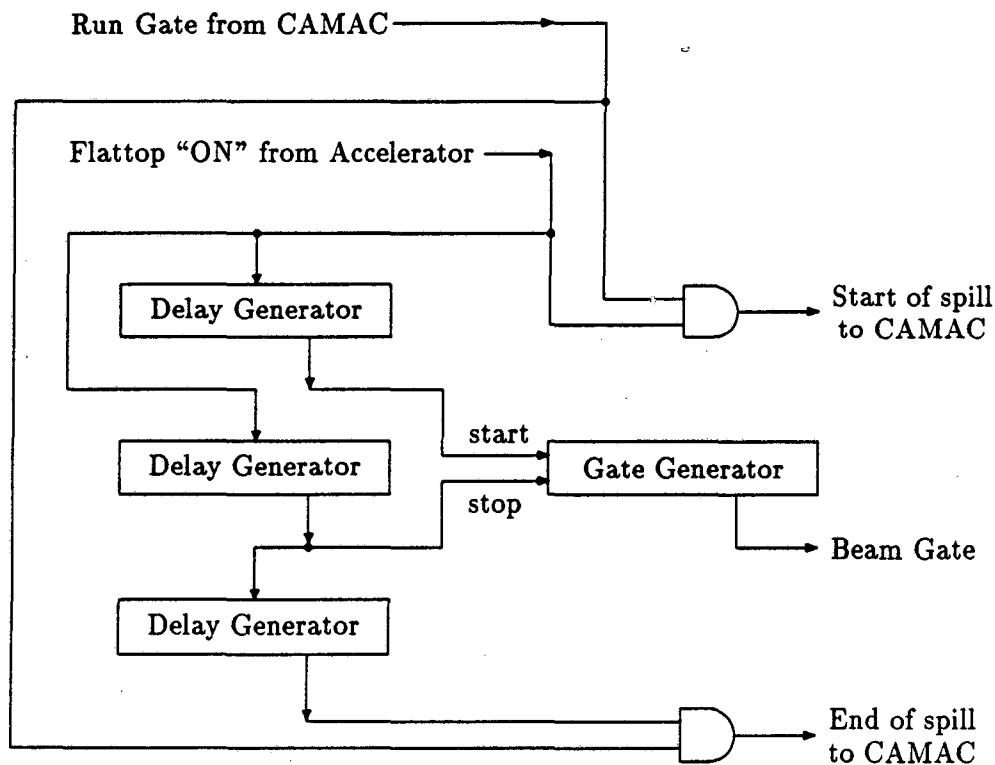 Run Gate from CAMAC
Flattop “ON” from Accelerator
Delay Generator
Start of spill
to CAMAC
start
Delay Generator
Gate Generator
stop
Beam Gate
Delay Generator
End of spill
to CAMAC